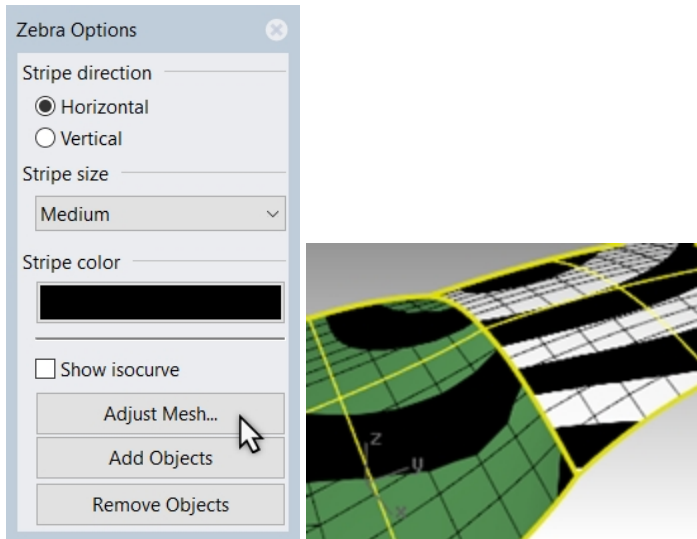 Zebra Options
Stripe direction
Horizontal
Vertical
Stripe size
Medium
Stripe color
Show isocurve
Adjust Mesh...
Add Objects
Remove Objects
z
y
x